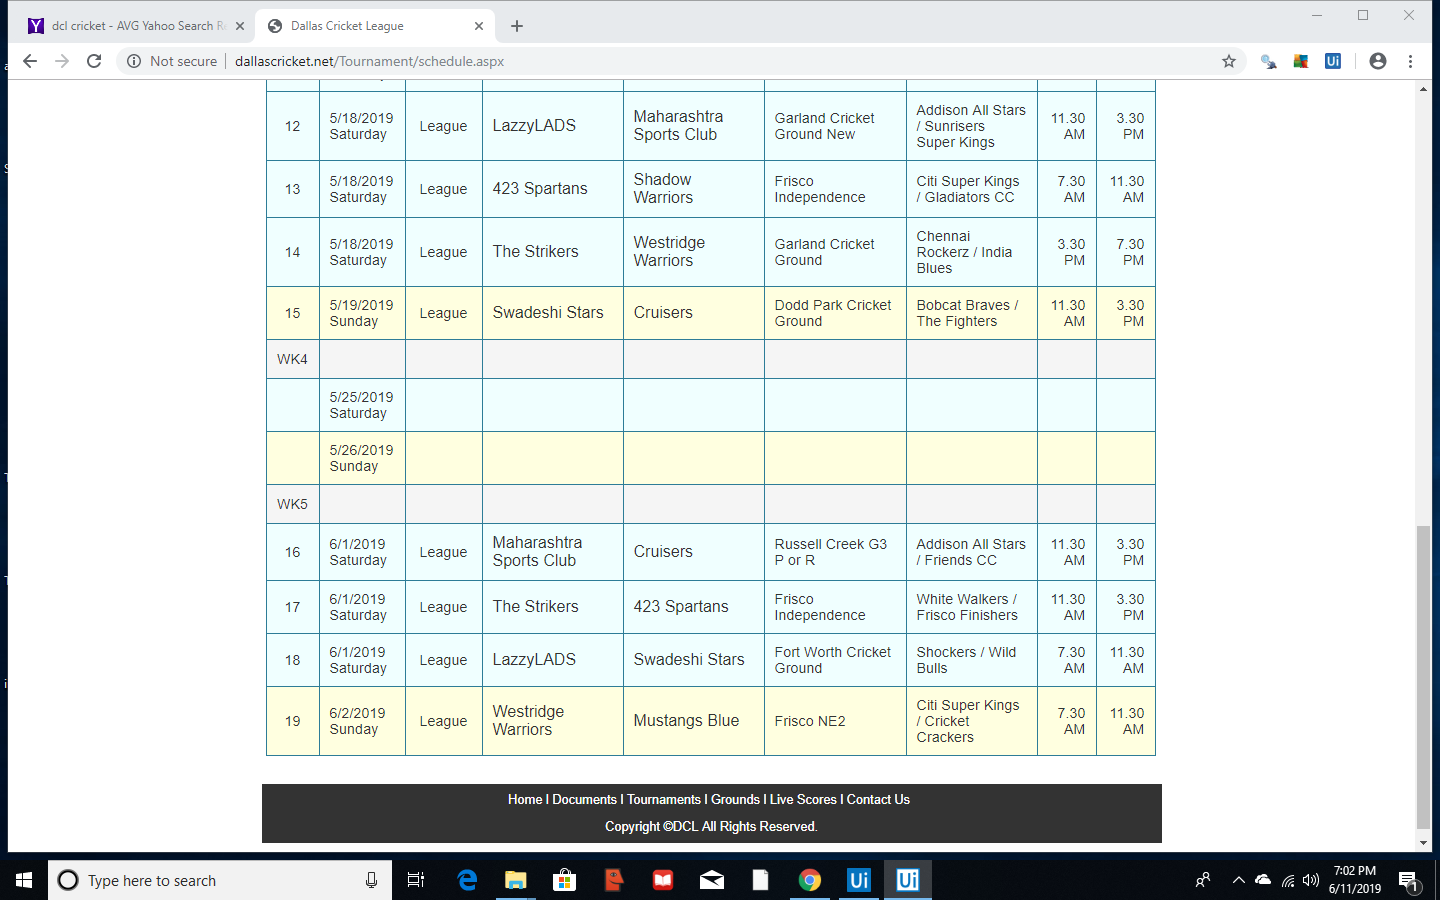 dcl cricket - AVG Yahoo Search Re
Dallas Cricket League
Not secure
dallascricket.net/Tournament/schedule.aspx
12
5/18/2019
Saturday
League
LazzyLADS
Maharashtra
Sports Club
Garland Cricket
Ground New
Addison All Stars
/ Sunrisers
Super Kings
11.30
AM
3.30
PM
13
5/18/2019
Saturday
League
423 Spartans
Shadow
Warriors
Frisco
Independence
Citi Super Kings
/ Gladiators CC
7.30
AM
11.30
AM
14
5/18/2019
Saturday
League
The Strikers
Westridge
Warriors
Garland Cricket
Ground
Chennai
Rockerz / India
Blues
3.30
PM
7.30
PM
15
5/19/2019
Sunday
League
Swadeshi Stars
Cruisers
Dodd Park Cricket
Ground
Bobcat Braves /
The Fighters
11.30
AM
3.30
PM
WK4
5/25/2019
Saturday
5/26/2019
Sunday
WK5
16
6/1/2019
Saturday
League
Maharashtra
Sports Club
Cruisers
Russell Creek G3
P or R
Addison All Stars
/ Friends CC
11.30
AM
3.30
PM
17
6/1/2019
Saturday
League
The Strikers
423 Spartans
Frisco
Independence
White Walkers /
Frisco Finishers
11.30
AM
3.30
PM
18
6/1/2019
Saturday
League
LazzyLADS
Swadeshi Stars
Fort Worth Cricket
Ground
Shockers / Wild
Bulls
7.30
AM
11.30
AM
19
6/2/2019
Sunday
League
Westridge
Warriors
Mustangs Blue
Frisco NE2
Citi Super Kings
/ Cricket
Crackers
7.30
AM
11.30
AM
Home I Documents I Tournaments I Grounds I Live Scores I Contact Us
Copyright ©DCL All Rights Reserved.
Type here to search
7:02 PM
6/11/2019
1